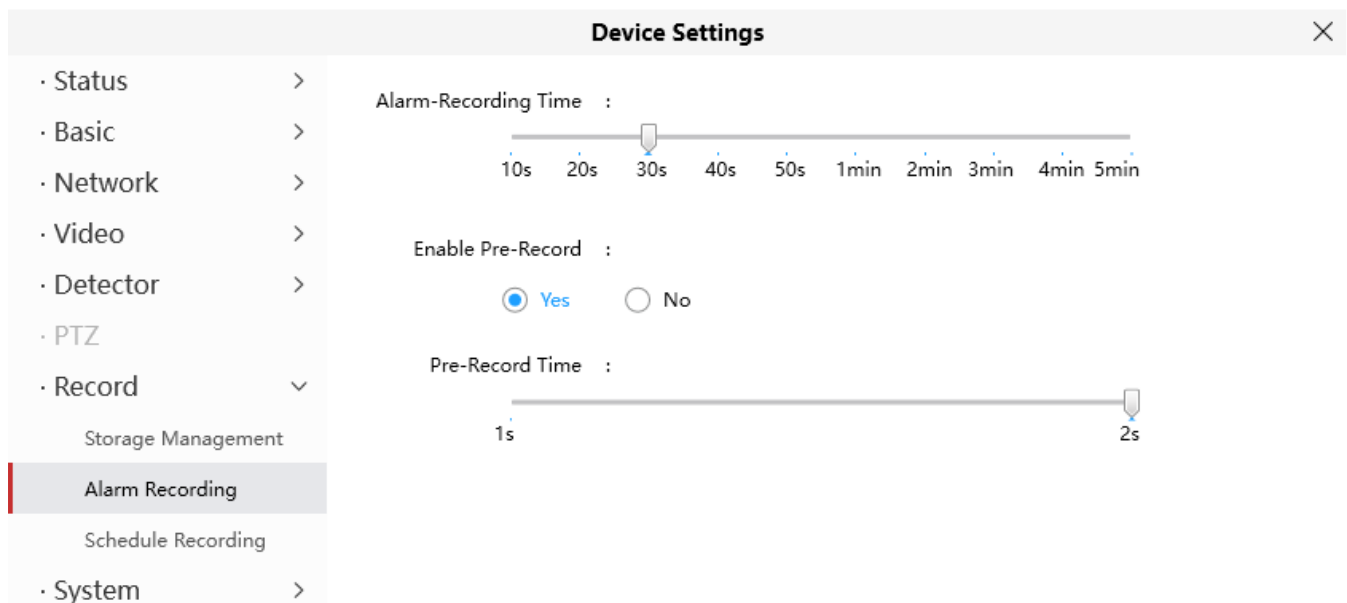 Device Settings
· Status
· Basic
· Network
· Video
· Detector
· PTZ
· Record
Storage Management
Alarm Recording
Schedule Recording
· System
Alarm-Recording Time :
10s 20s 30s 40s 50s 1min 2min 3min 4min 5min
Enable Pre-Record :
Yes No
Pre-Record Time :
1s 2s